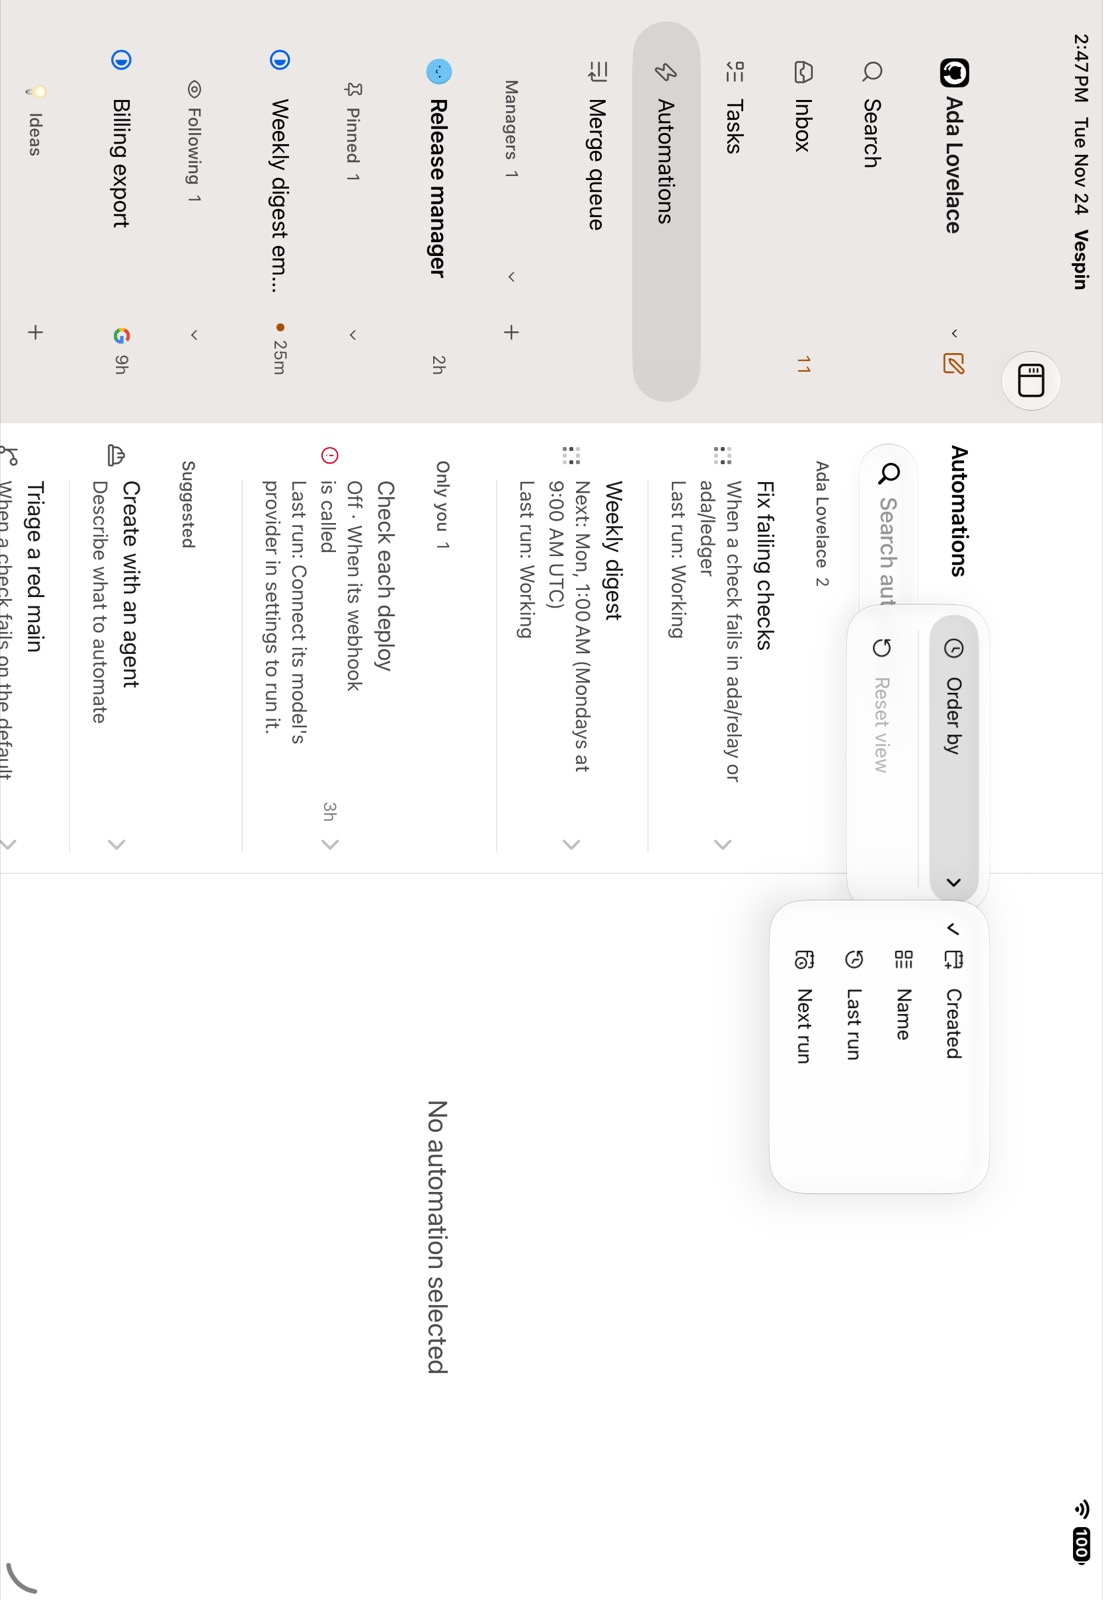 2:47 PM Tue Nov 24 Vespin
100
Ada Lovelace
Search
Inbox 11
Tasks
Automations
Merge queue
Managers 1
Release manager 2h
Pinned 1
Weekly digest em... 25m
Following 1
Billing export 9h
Ideas
Automations
Search aut
Order by
Reset view
Created
Name
Last run
Next run
Ada Lovelace 2
Fix failing checks
When a check fails in ada/relay or
ada/ledger
Last run: Working
Weekly digest
Next: Mon, 1:00 AM (Mondays at
9:00 AM UTC)
Last run: Working
Only you 1
Check each deploy
Off · When its webhook
is called
3h
Last run: Connect its model's
provider in settings to run it.
Suggested
Create with an agent
Describe what to automate
Triage a red main
When a check fails on the default
No automation selected